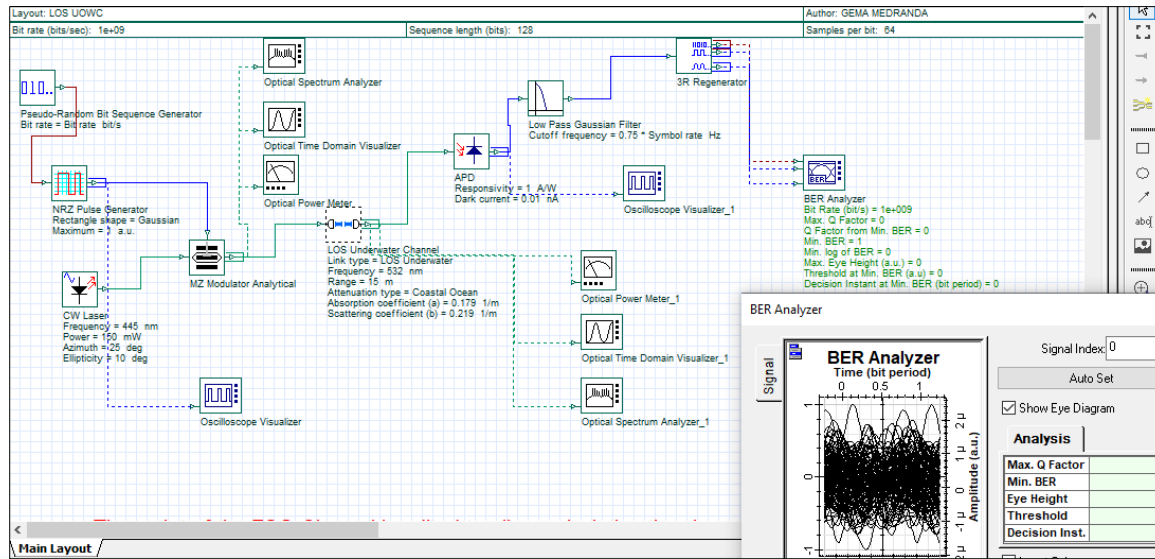 Layout: LOS UOWC
Author: GEMA MEDRANDA
Bit rate (bits/sec): 1e+09
Sequence length (bits): 128
Samples per bit: 64
Optical Spectrum Analyzer
3R Regenerator
Pseudo-Random Bit Sequence Generator
Bit rate = Bit rate bit/s
Low Pass Gaussian Filter
Cutoff frequency = 0.75 * Symbol rate Hz
Optical Time Domain Visualizer
APD
Responsivity = 1 A/W
Dark current = 0.01 nA
Optical Power Meter
Oscilloscope Visualizer_1
BER
BER Analyzer
Bit Rate (bit/s) = 1e+009
Max. Q Factor = 0
Q Factor from Min. BER = 0
Min. BER = 1
Min. log of BER = 0
Max. Eye Height (a.u.) = 0
Threshold at Min. BER (a.u) = 0
Decision Instant at Min. BER (bit period) = 0
NRZ Pulse Generator
Rectangle shape = Gaussian
Maximum = 1 a.u.
LOS Underwater Channel
Link type = LOS Underwater
Frequency = 532 nm
Range = 15 m
Attenuation type = Coastal Ocean
Absorption coefficient (a) = 0.179 1/m
Scattering coefficient (b) = 0.219 1/m
MZ Modulator Analytical
Optical Power Meter_1
CW Laser
Frequency = 445 nm
Power = 150 mW
Azimuth = 25 deg
Ellipticity = 10 deg
Optical Time Domain Visualizer_1
Oscilloscope Visualizer
Optical Spectrum Analyzer_1
Main Layout
abc
BER Analyzer
Signal
BER Analyzer
Time (bit period)
0 0.5 1
1
0
-1
Amplitude (a.u.)
2 µ
1 µ
0
-1 µ
Signal Index: 0
Auto Set
Show Eye Diagram
Analysis
Max. Q Factor
Min. BER
Eye Height
Threshold
Decision Inst.